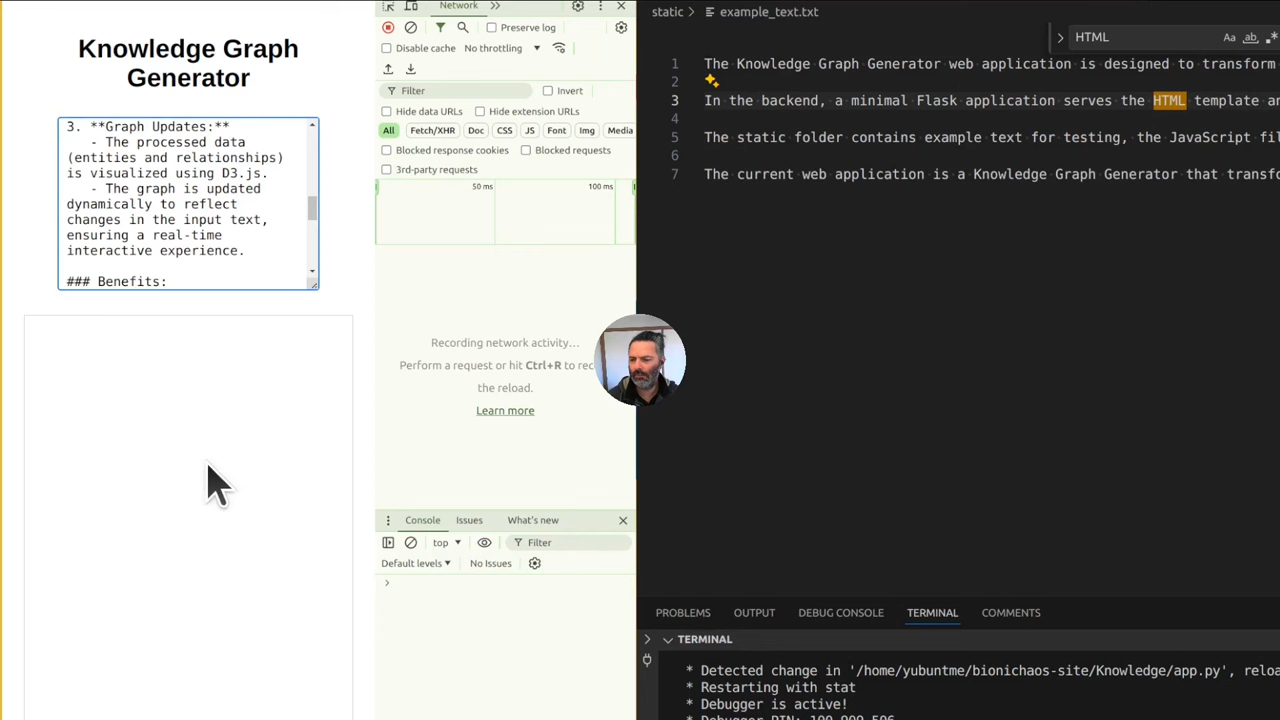 Knowledge Graph
Generator
3. **Graph Updates:**
- The processed data
(entities and relationships)
is visualized using D3.js.
- The graph is updated
dynamically to reflect
changes in the input text,
ensuring a real-time
interactive experience.
### Benefits:
Network
Preserve log
Disable cache No throttling
Filter Invert
Hide data URLs Hide extension URLs
All Fetch/XHR Doc CSS JS Font Img Media
Blocked response cookies Blocked requests
3rd-party requests
50 ms 100 ms
Recording network activity…
Perform a request or hit Ctrl+R to rec
the reload.
Learn more
Console Issues What's new
top Filter
Default levels No Issues
static > example_text.txt
HTML Aa ab
1 The Knowledge Graph Generator web application is designed to transform
2
3 In the backend, a minimal Flask application serves the HTML template an
4
5 The static folder contains example text for testing, the JavaScript fil
6
7 The current web application is a Knowledge Graph Generator that transfo
PROBLEMS OUTPUT DEBUG CONSOLE TERMINAL COMMENTS
TERMINAL
* Detected change in '/home/yubuntme/bionichaos-site/Knowledge/app.py', reloa
* Restarting with stat
* Debugger is active!
* Debugger PIN: 100-909-506